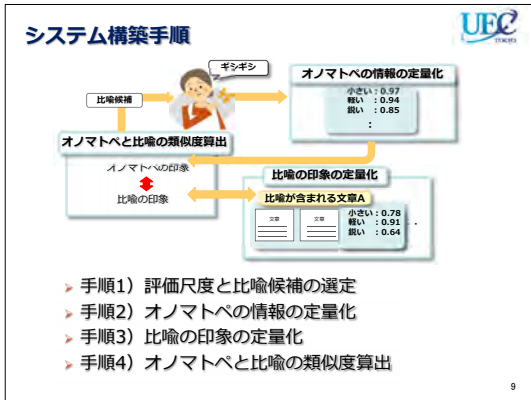 システム構築手順
UEC
TOKYO
ギシギシ
比喩候補
オノマトペの情報の定量化
小さい：0.97
軽い　：0.94
鋭い　：0.85
：
オノマトペと比喩の類似度算出
オノマトペの印象
比喩の印象
比喩の印象の定量化
比喩が含まれる文章A
文章
文章
小さい：0.78
軽い　：0.91
鋭い　：0.64
手順1）評価尺度と比喩候補の選定
手順2）オノマトペの情報の定量化
手順3）比喩の印象の定量化
手順4）オノマトペと比喩の類似度算出
9